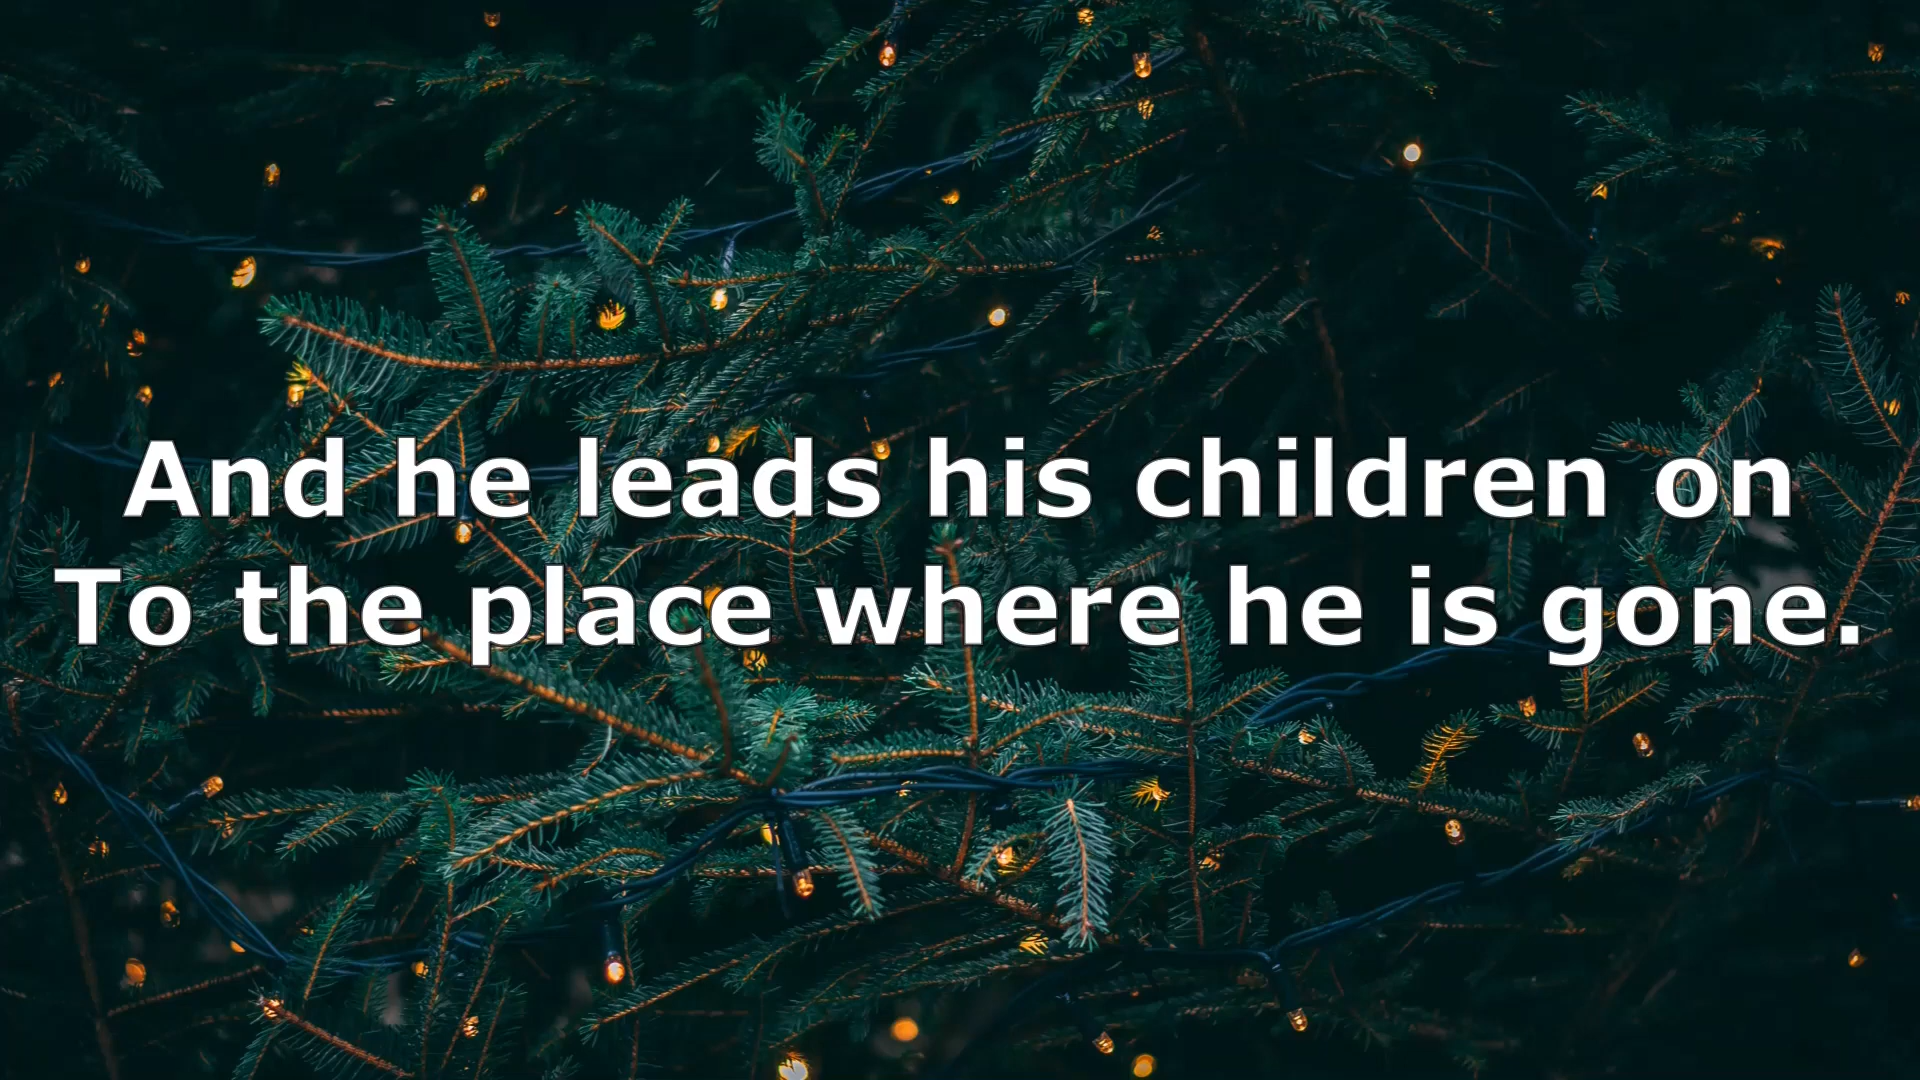 And he leads his children on
To the place where he is gone.